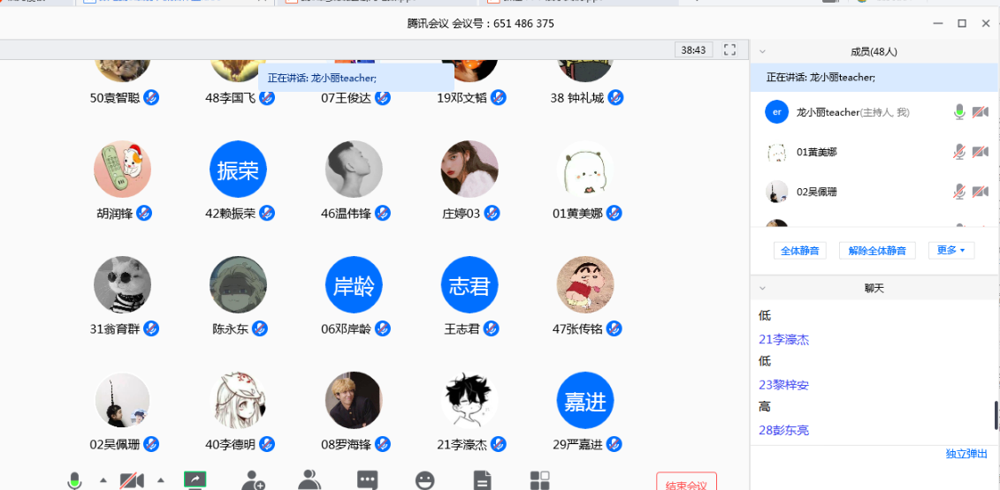 腾讯会议 会议号：651 486 375
38:43
正在讲话: 龙小丽teacher;
50袁智聪
48李国飞
07王俊达
19邓文韬
38 钟礼城
振荣
胡润锋
42赖振荣
46温伟锋
庄婷03
01黄美娜
岸龄
志君
31翁育群
陈永东
06邓岸龄
王志君
47张传铭
嘉进
02吴佩珊
40李德明
08罗海锋
21李濠杰
29严嘉进
结束会议
成员(48人)
正在讲话: 龙小丽teacher;
er
龙小丽teacher(主持人, 我)
01黄美娜
02吴佩珊
全体静音
解除全体静音
更多
聊天
低
21李濠杰
低
23黎梓安
高
28彭东亮
独立弹出